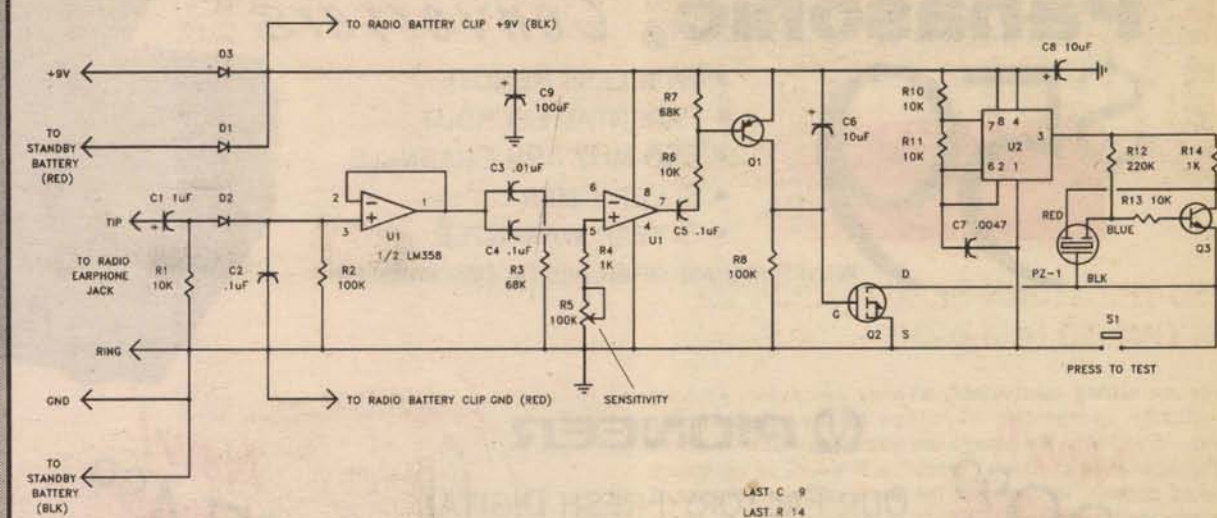 Panasonic
TO RADIO BATTERY CLIP +9V (BLK)
D3
+9V
C8 10uF
+
C9
100uF
R7
68K
C6
10uF
R10
10K
TO
STANDBY
BATTERY
(RED)
D1
Q1
7 8 4
3
R11
10K
U2
6 2 1
R12
220K
R14
1K
C3 .01uF
R6
10K
C1 1uF
D2
2
1
3
6
8
7
5
4
TIP
U1
1/2 LM358
C4 .1uF
R4
1K
U1
C5 .1uF
C7 .0047
RED
R13 10K
BLUE
Q3
TO RADIO
EARPHONE
JACK
R1
10K
C2
.1uF
R2
100K
R3
68K
R8
100K
PZ-1
BLK
R5
100K
D
G
Q2
S
S1
RING
PRESS TO TEST
GND
TO RADIO BATTERY CLIP GND (RED)
SENSITIVITY
PIONEER
TO
STANDBY
BATTERY
(BLK)
LAST C 9
LAST R 14